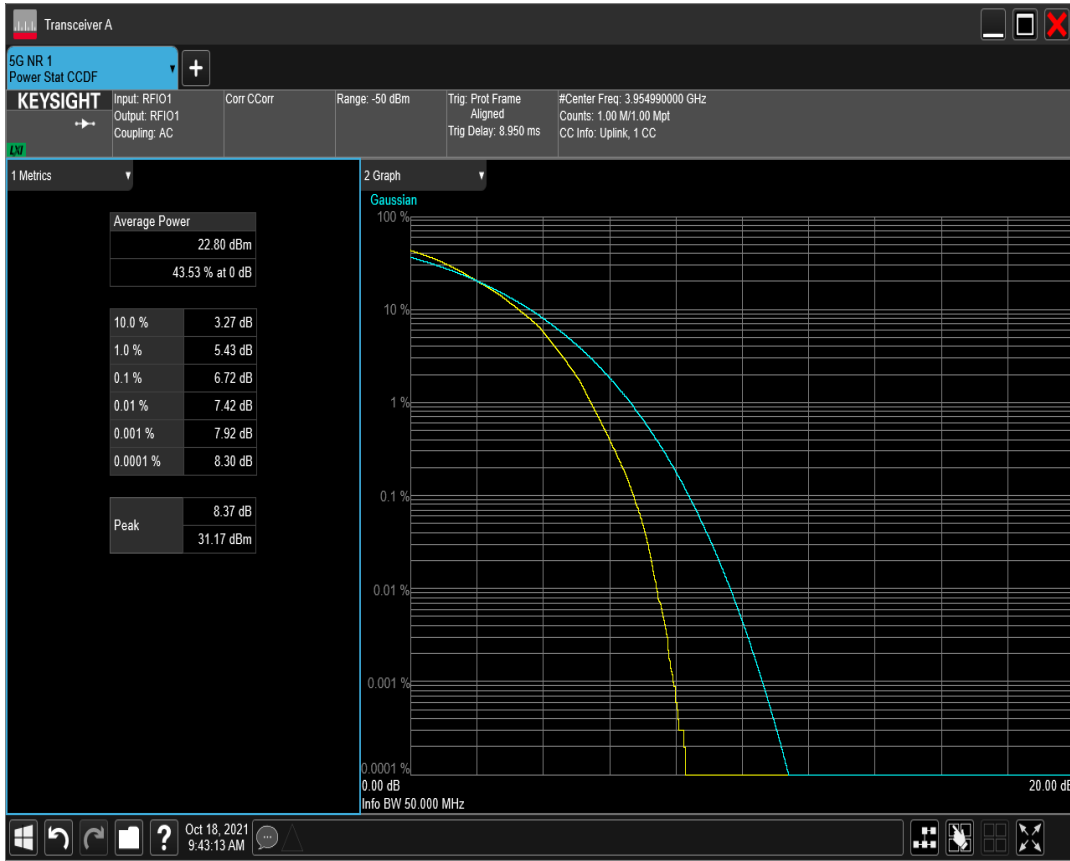 Transceiver A
5G NR 1
Power Stat CCDF
KEYSIGHT
LXI
Input: RFIO1
Output: RFIO1
Coupling: AC
Corr CCorr
Range: -50 dBm
Trig: Prot Frame
Aligned
Trig Delay: 8.950 ms
#Center Freq: 3.954990000 GHz
Counts: 1.00 M/1.00 Mpt
CC Info: Uplink, 1 CC
1 Metrics
Average Power
22.80 dBm
43.53 % at 0 dB
10.0 % 3.27 dB
1.0 % 5.43 dB
0.1 % 6.72 dB
0.01 % 7.42 dB
0.001 % 7.92 dB
0.0001 % 8.30 dB
Peak
8.37 dB
31.17 dBm
2 Graph
Gaussian
100 %
10 %
1 %
0.1 %
0.01 %
0.001 %
0.0001 %
0.00 dB 20.00 dB
Info BW 50.000 MHz
?
Oct 18, 2021
9:43:13 AM